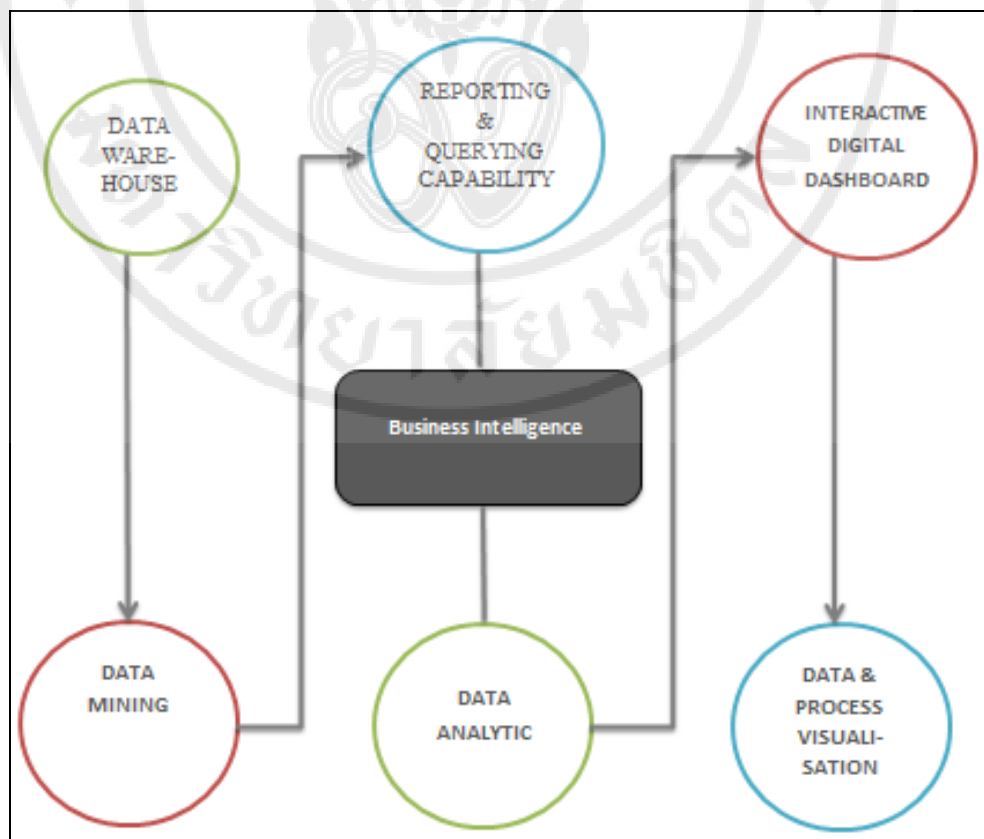 DATA
WARE-
HOUSE
REPORTING
&
QUERYING
CAPABILITY
INTERACTIVE
DIGITAL
DASHBOARD
Business Intelligence
DATA
MINING
DATA
ANALYTIC
DATA &
PROCESS
VISUALI-
SATION